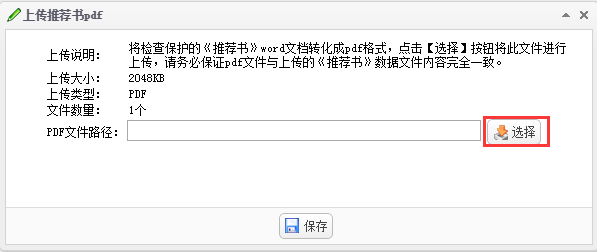 上传推荐书pdf
上传说明: 将检查保护的《推荐书》word文档转化成pdf格式，点击【选择】按钮将此文件进行
上传，请务必保证pdf文件与上传的《推荐书》数据文件内容完全一致。
上传大小: 2048KB
上传类型: PDF
文件数量: 1个
PDF文件路径: 选择
保存